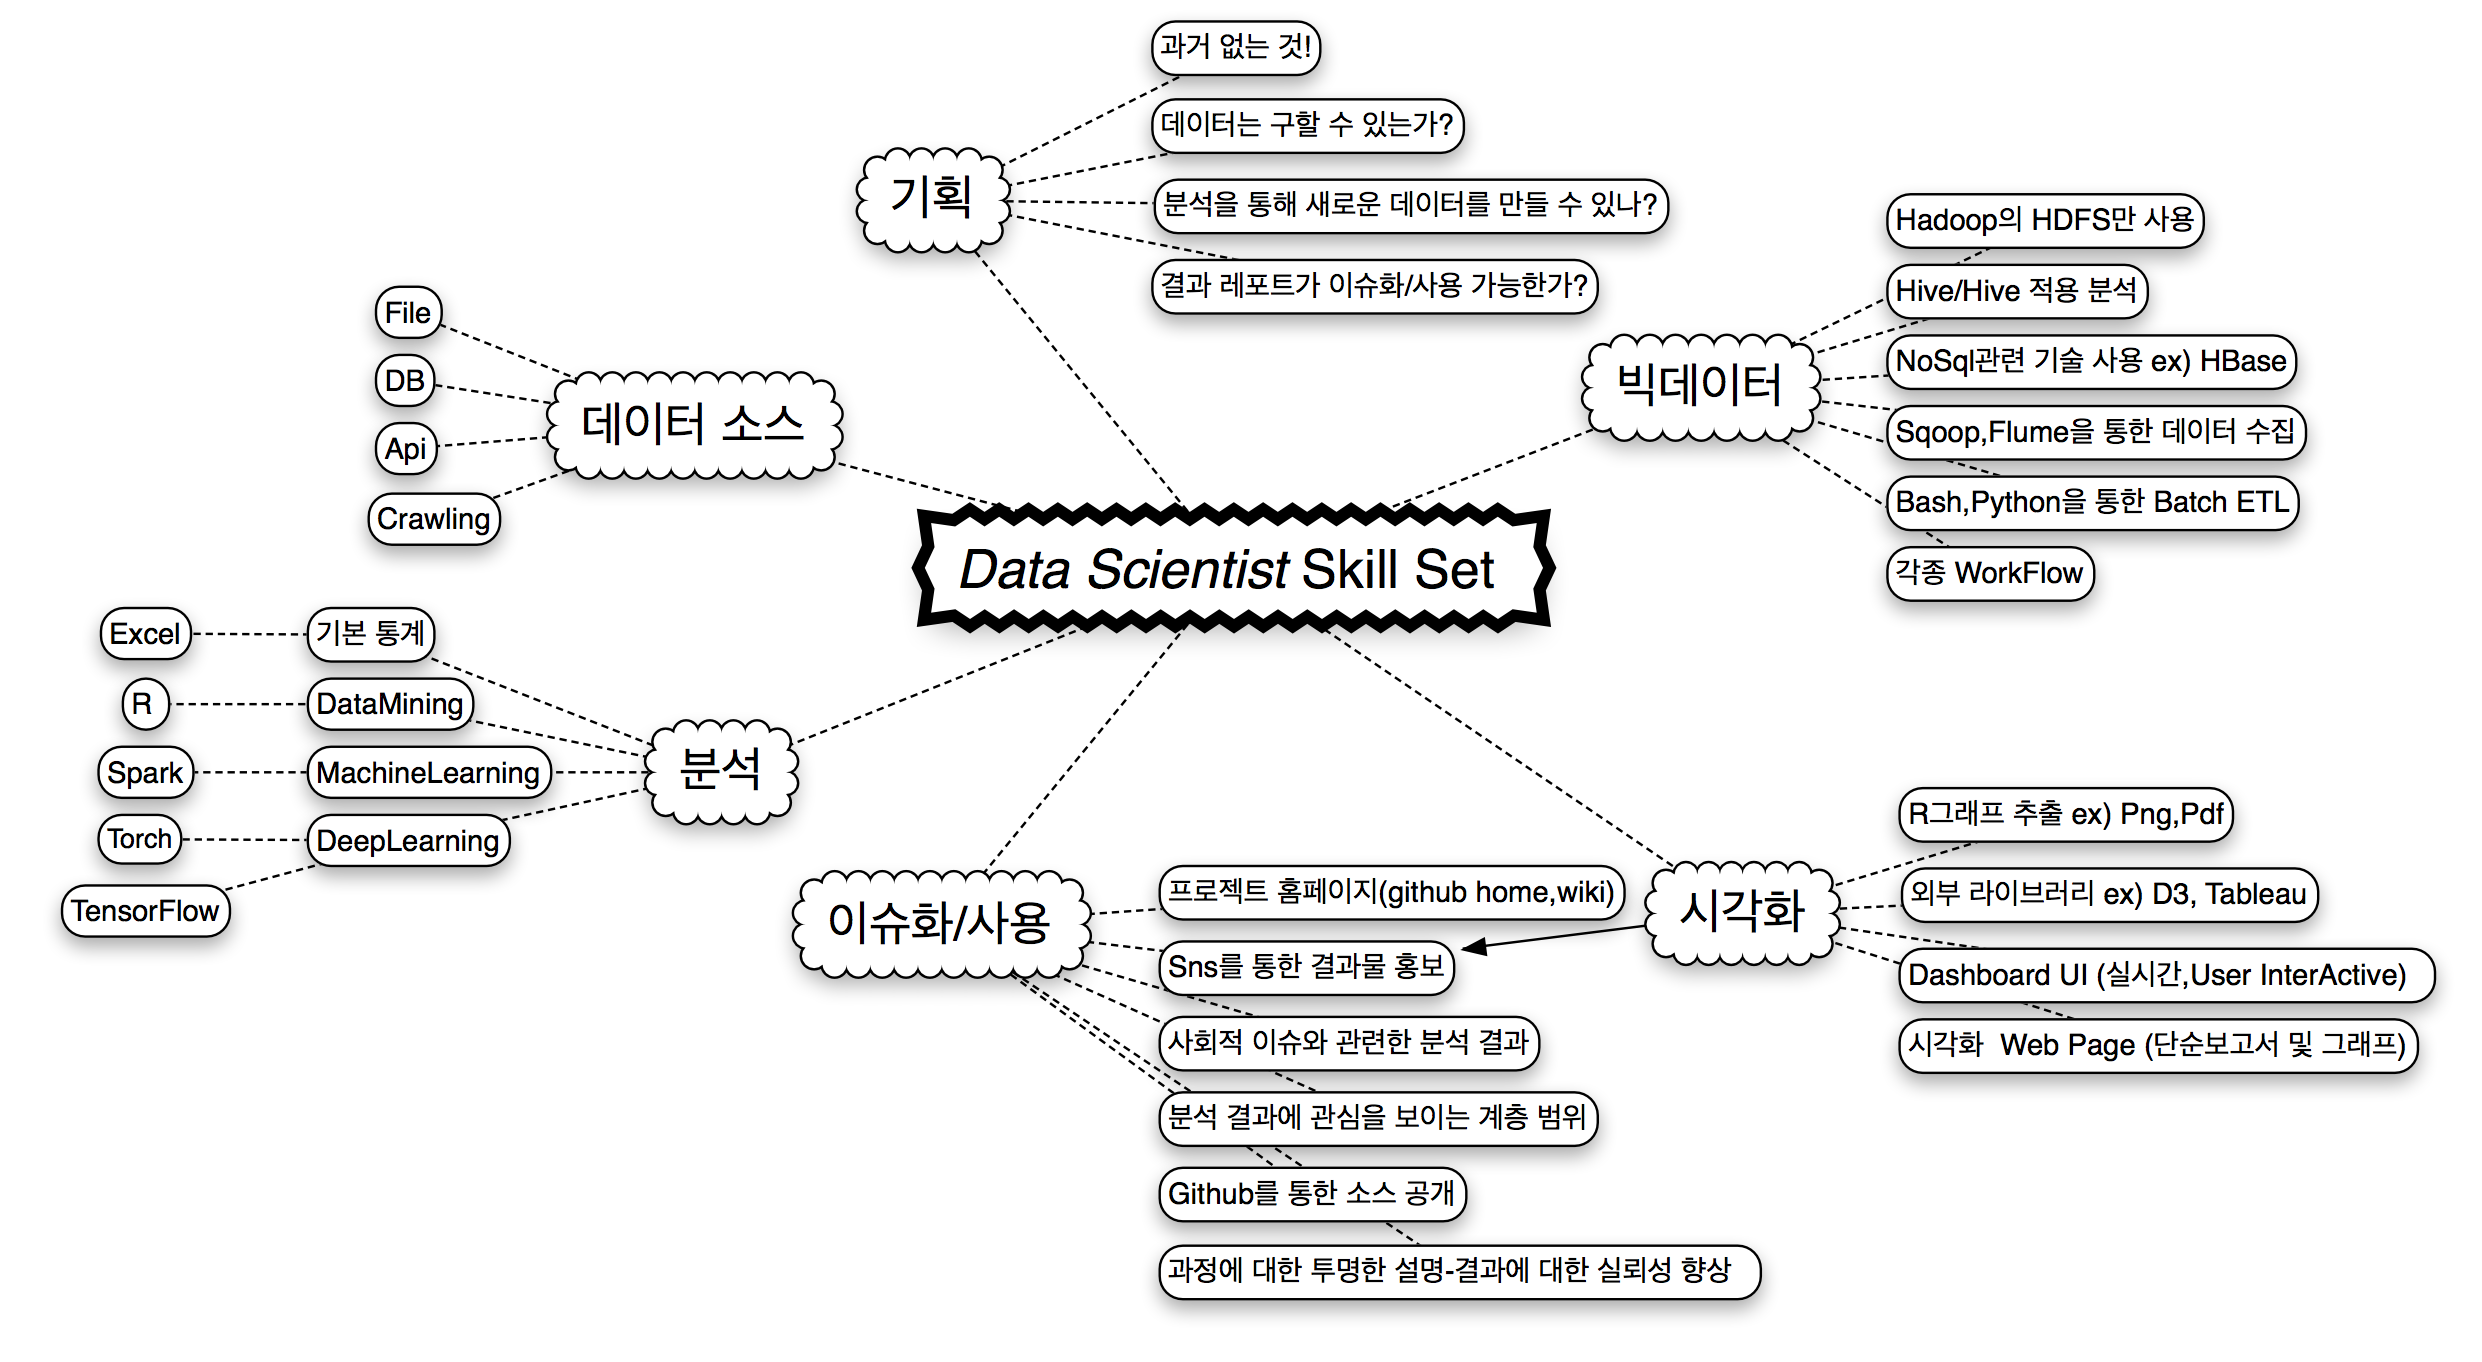 과거 없는 것!
데이터는 구할 수 있는가?
기획
분석을 통해 새로운 데이터를 만들 수 있나?
결과 레포트가 이슈화/사용 가능한가?
Hadoop의 HDFS만 사용
Hive/Hive 적용 분석
NoSql관련 기술 사용 ex) HBase
빅데이터
Sqoop,Flume을 통한 데이터 수집
Bash,Python을 통한 Batch ETL
각종 WorkFlow
File
DB
Api
Crawling
데이터 소스
Data Scientist Skill Set
Excel
기본 통계
R
DataMining
Spark
MachineLearning
분석
Torch
DeepLearning
TensorFlow
이슈화/사용
프로젝트 홈페이지(github home,wiki)
Sns를 통한 결과물 홍보
사회적 이슈와 관련한 분석 결과
분석 결과에 관심을 보이는 계층 범위
Github를 통한 소스 공개
과정에 대한 투명한 설명-결과에 대한 실뢰성 향상
시각화
R그래프 추출 ex) Png,Pdf
외부 라이브러리 ex) D3, Tableau
Dashboard UI (실시간,User InterActive)
시각화 Web Page (단순보고서 및 그래프)